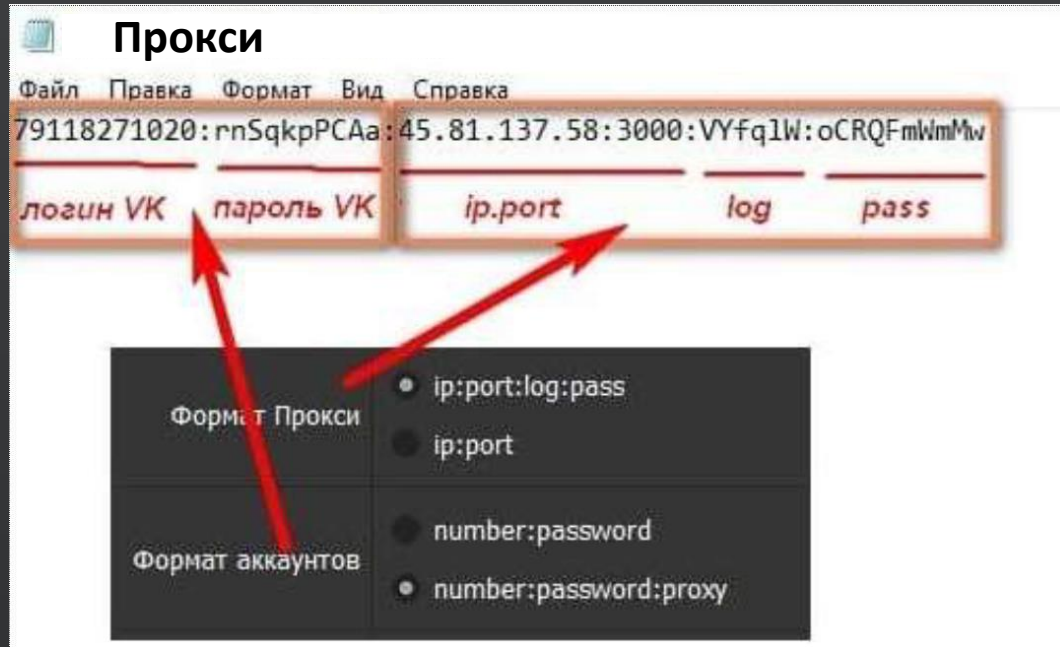 Прокси
Файл Правка Формат Вид Справка
79118271020:rnSqkpPCAa:45.81.137.58:3000:VYfqlW:oCRQFmWmMw
логин VK пароль VK ip.port log pass
Формат Прокси
ip:port:log:pass
ip:port
Формат аккаунтов
number:password
number:password:proxy